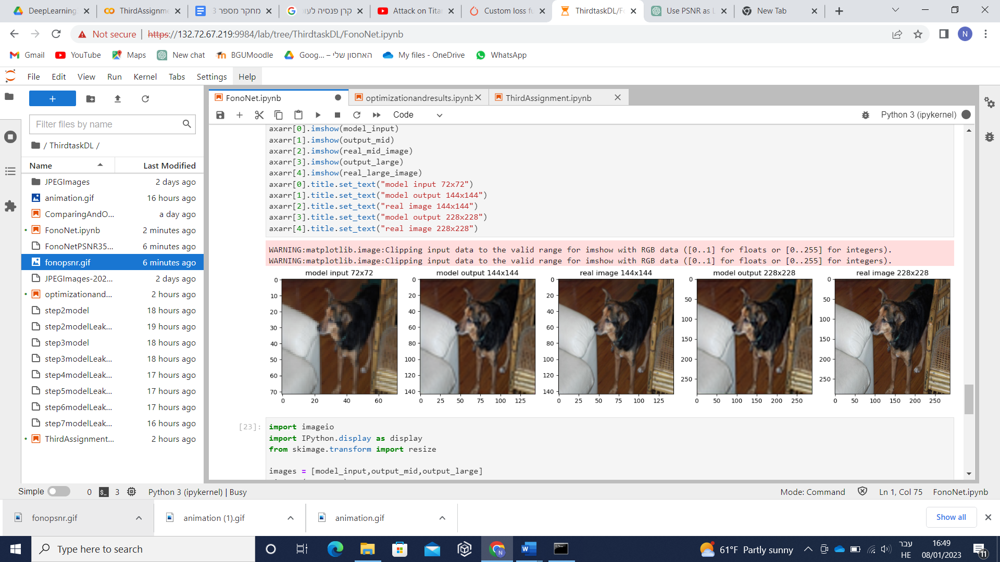 DeepLearning
ThirdAssignme
מחקר מספר 3
קרן פנסיה לעו
Attack on Titan
Custom loss fu
ThirdtaskDL/Fo
Use PSNR as L
New Tab
Not secure
https://132.72.67.219:9984/lab/tree/ThirdtaskDL/FonoNet.ipynb
N
Gmail
YouTube
Maps
New chat
BGUMoodle
האחסון שלי – Goog...
My files - OneDrive
WhatsApp
File Edit View Run Kernel Tabs Settings Help
FonoNet.ipynb
optimizationandresults.ipynb
ThirdAssignment.ipynb
Filter files by name
/ ThirdtaskDL /
Code
Python 3 (ipykernel)
Name Last Modified
JPEGImages 2 days ago
animation.gif 16 hours ago
ComparingAndO... a day ago
FonoNet.ipynb 2 minutes ago
FonoNetPSNR35... 6 minutes ago
fonopsnr.gif 6 minutes ago
JPEGImages-202... 2 days ago
optimizationand... 2 hours ago
step2model 18 hours ago
step2modelLeak... 19 hours ago
step3model 18 hours ago
step3modelLeak... 18 hours ago
step4modelLeak... 17 hours ago
step5modelLeak... 17 hours ago
step6modelLeak... 17 hours ago
step7modelLeak... 16 hours ago
ThirdAssignment... 2 hours ago
axarr[0].imshow(model_input)
axarr[1].imshow(output_mid)
axarr[2].imshow(real_mid_image)
axarr[3].imshow(output_large)
axarr[4].imshow(real_large_image)
axarr[0].title.set_text("model input 72x72")
axarr[1].title.set_text("model output 144x144")
axarr[2].title.set_text("real image 144x144")
axarr[3].title.set_text("model output 228x228")
axarr[4].title.set_text("real image 228x228")
WARNING:matplotlib.image:Clipping input data to the valid range for imshow with RGB data ([0..1] for floats or [0..255] for integers).
WARNING:matplotlib.image:Clipping input data to the valid range for imshow with RGB data ([0..1] for floats or [0..255] for integers).
model input 72x72
0 10 20 30 40 50 60 70
0 20 40 60
model output 144x144
0 20 40 60 80 100 120 140
0 25 50 75 100 125
real image 144x144
0 20 40 60 80 100 120 140
0 25 50 75 100 125
model output 228x228
0 50 100 150 200 250
0 50 100 150 200 250
real image 228x228
0 50 100 150 200 250
0 50 100 150 200 250
[23]:
import imageio
import IPython.display as display
from skimage.transform import resize
images = [model_input,output_mid,output_large]
Simple
0
3
Python 3 (ipykernel) | Busy
Mode: Command
Ln 1, Col 75
FonoNet.ipynb
fonopsnr.gif
animation (1).gif
animation.gif
Show all
Type here to search
61°F Partly sunny
עבר
HE
16:49
08/01/2023
11